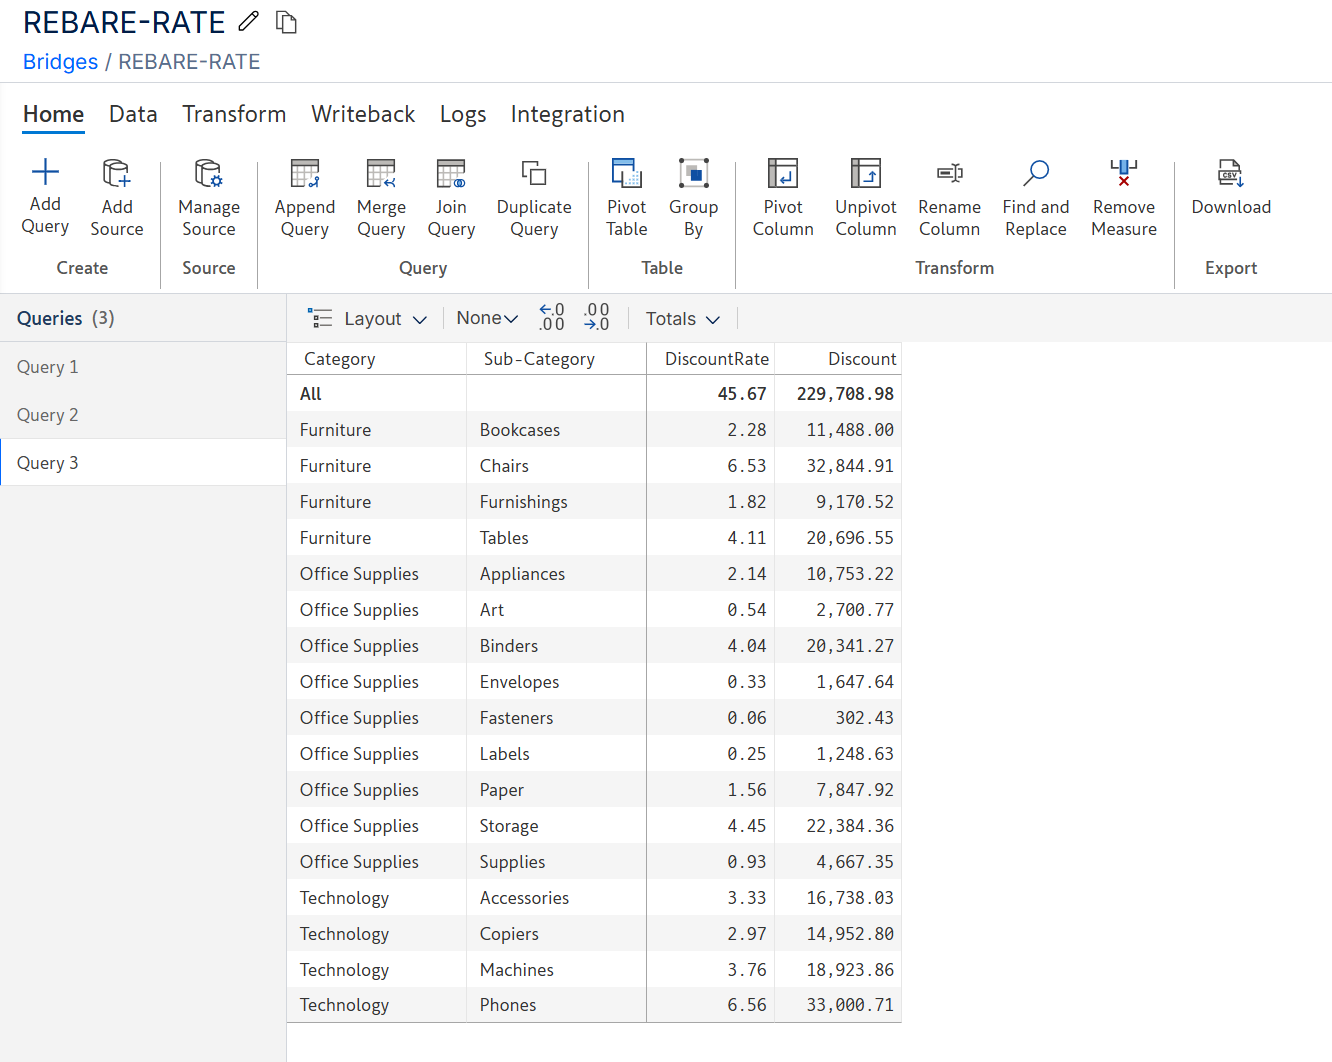 REBARE-RATE
Bridges / REBARE-RATE
Home Data Transform Writeback Logs Integration
Add Query Add Source Manage Source Append Query Merge Query Join Query Duplicate Query Pivot Table Group By Pivot Column Unpivot Column Rename Column Find and Replace Remove Measure CSV Download
Create Source Query Table Transform Export
Queries (3) Layout None .0 .00 .00 .0 Totals
Query 1
Query 2
Query 3
Category Sub-Category DiscountRate Discount
All 45.67 229,708.98
Furniture Bookcases 2.28 11,488.00
Furniture Chairs 6.53 32,844.91
Furniture Furnishings 1.82 9,170.52
Furniture Tables 4.11 20,696.55
Office Supplies Appliances 2.14 10,753.22
Office Supplies Art 0.54 2,700.77
Office Supplies Binders 4.04 20,341.27
Office Supplies Envelopes 0.33 1,647.64
Office Supplies Fasteners 0.06 302.43
Office Supplies Labels 0.25 1,248.63
Office Supplies Paper 1.56 7,847.92
Office Supplies Storage 4.45 22,384.36
Office Supplies Supplies 0.93 4,667.35
Technology Accessories 3.33 16,738.03
Technology Copiers 2.97 14,952.80
Technology Machines 3.76 18,923.86
Technology Phones 6.56 33,000.71